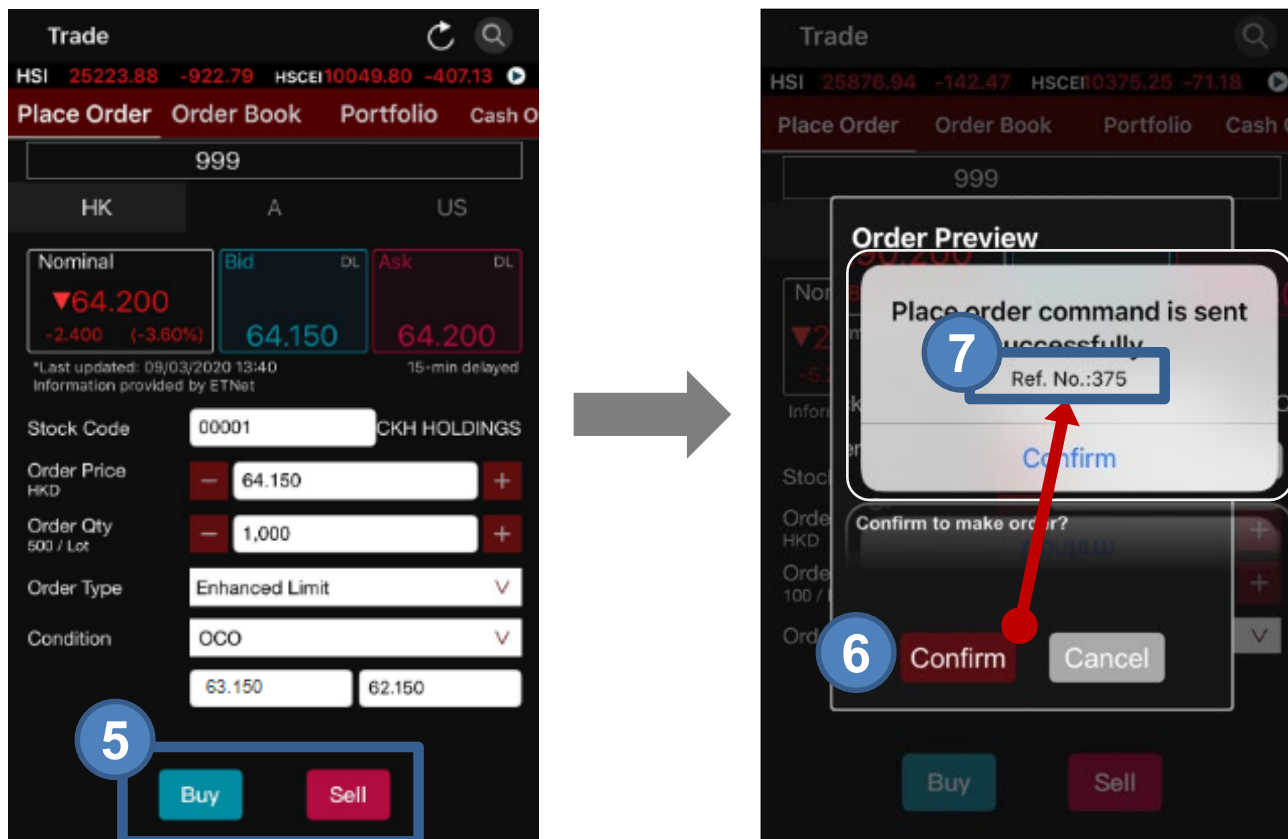 Trade
HSI 25223.88 -922.79 HSCEI 10049.80 -407.13
Place Order Order Book Portfolio Cash O
999
HK A US
Nominal Bid DL Ask DL
▼64.200
-2.400 (-3.60%) 64.150 64.200
*Last updated: 09/03/2020 13:40 15-min delayed
Information provided by ETNet
Stock Code 00001 CKH HOLDINGS
Order Price
HKD
− 64.150 +
Order Qty
500 / Lot
− 1,000 +
Order Type Enhanced Limit
Condition OCO
63.150 62.150
5
Buy Sell
Trade
HSI 25876.94 -142.47 HSCEI 10375.25 -71.18
Place Order Order Book Portfolio Cash
999
Order Preview
90.200
Place order command is sent
successfully
7
Ref. No.:375
Confirm
Confirm to make order?
HKD
100 /
6
Confirm Cancel
Buy Sell